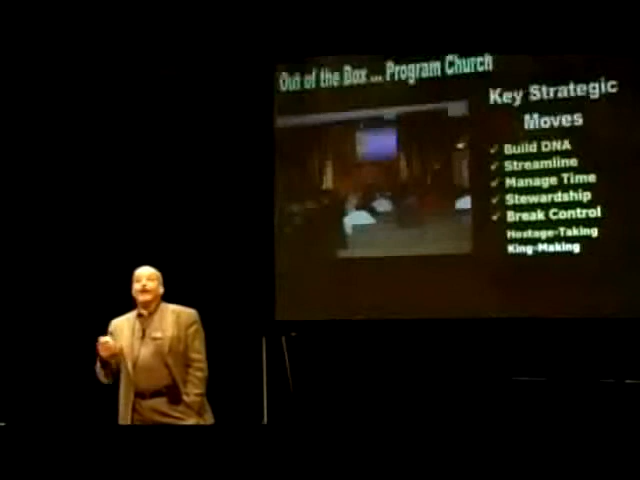 Out of the Box ... Program Church
Key Strategic
Moves
✓ Build DNA
✓ Streamline
✓ Manage Time
✓ Stewardship
✓ Break Control
Hostage-Taking
King-Making